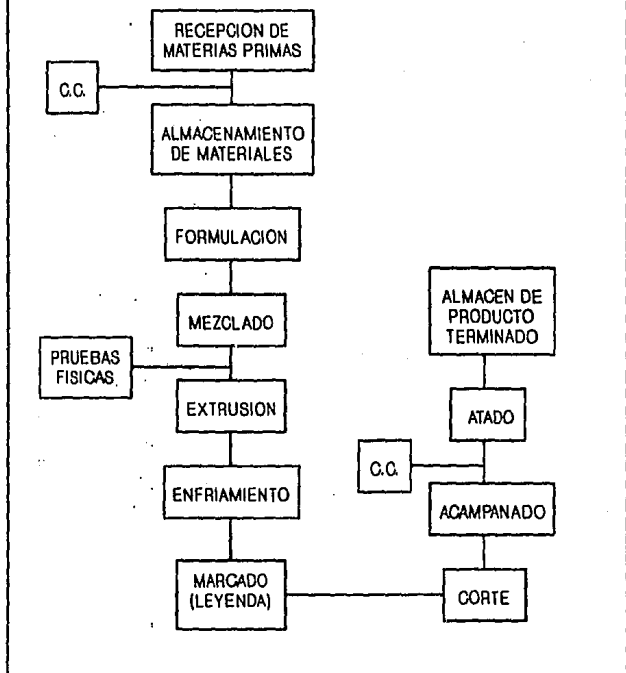 RECEPCION DE
MATERIAS PRIMAS
C.C.
ALMACENAMIENTO
DE MATERIALES
FORMULACION
MEZCLADO
PRUEBAS
FISICAS
EXTRUSION
ENFRIAMIENTO
MARCADO
(LEYENDA)
CORTE
ACAMPANADO
C.C.
ATADO
ALMACEN DE
PRODUCTO
TERMINADO